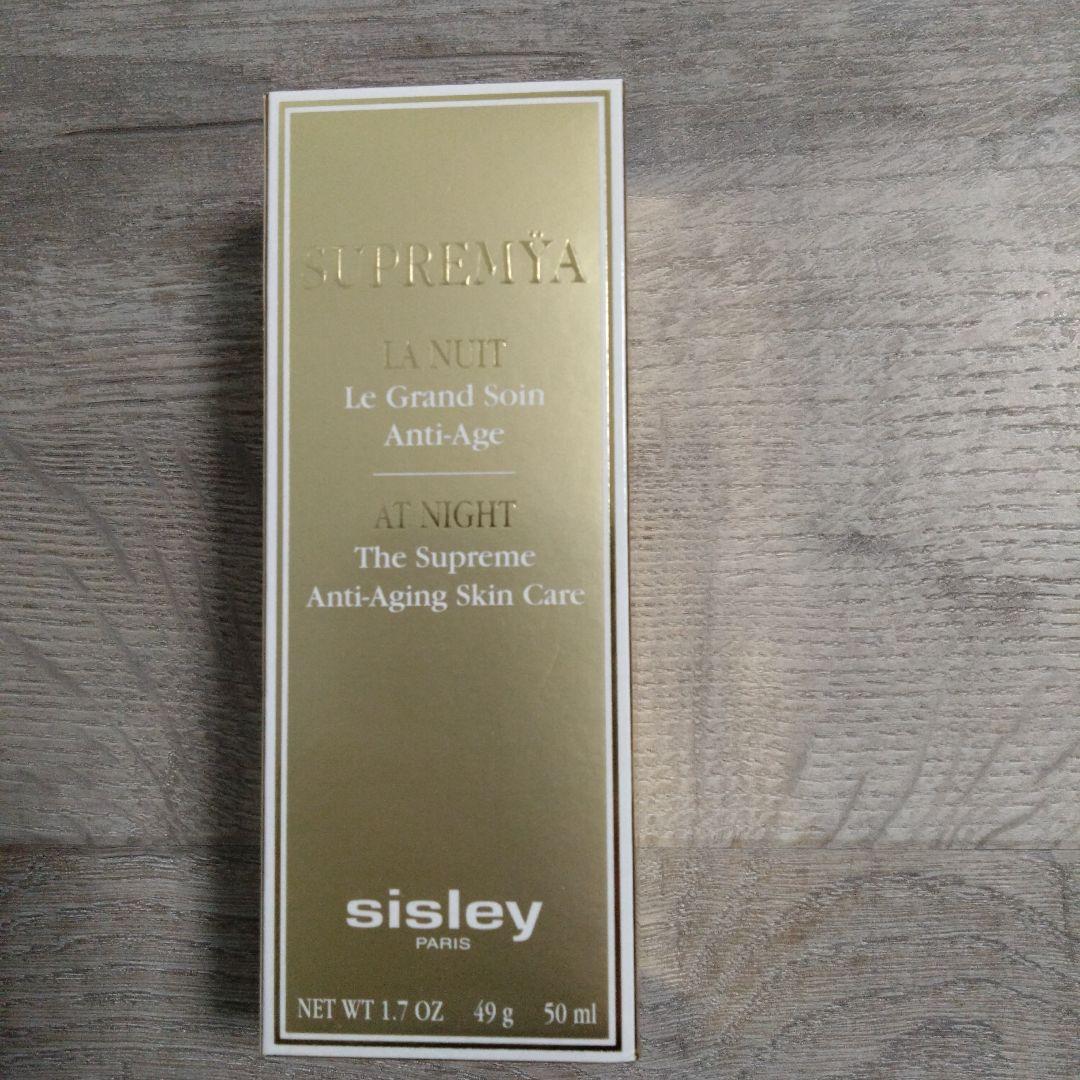 SUPREMŸA
LA NUIT
Le Grand Soin
Anti-Age
AT NIGHT
The Supreme
Anti-Aging Skin Care
sisley
PARIS
NET WT 1.7 OZ 49 g 50 ml